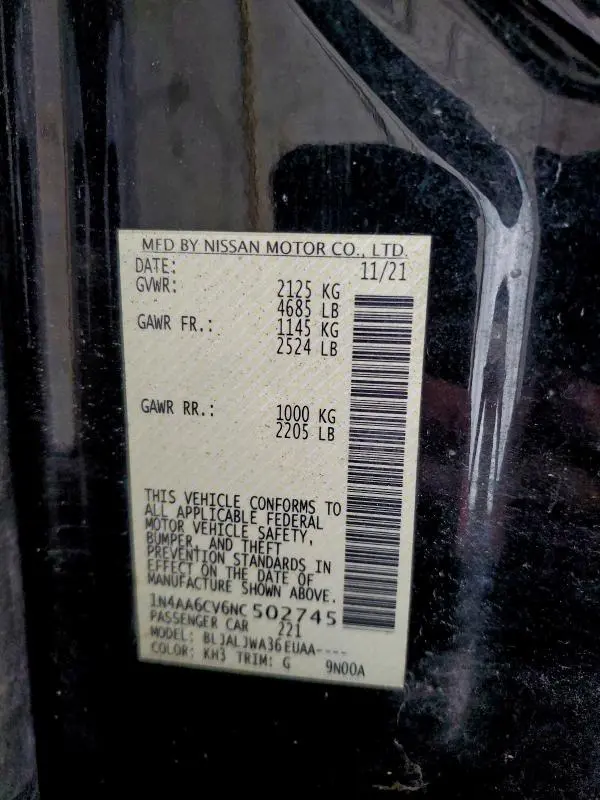 MFD BY NISSAN MOTOR CO., LTD.
DATE: 11/21
GVWR: 2125 KG
4685 LB
GAWR FR.: 1145 KG
2524 LB
GAWR RR.: 1000 KG
2205 LB
THIS VEHICLE CONFORMS TO
ALL APPLICABLE FEDERAL
MOTOR VEHICLE SAFETY,
BUMPER, AND THEFT
PREVENTION STANDARDS IN
EFFECT ON THE DATE OF
MANUFACTURE SHOWN ABOVE.
1N4AA6CV6NC502745
PASSENGER CAR 221
MODEL: BLJALJWA36EUAA----
COLOR: KH3 TRIM: G 9N00A